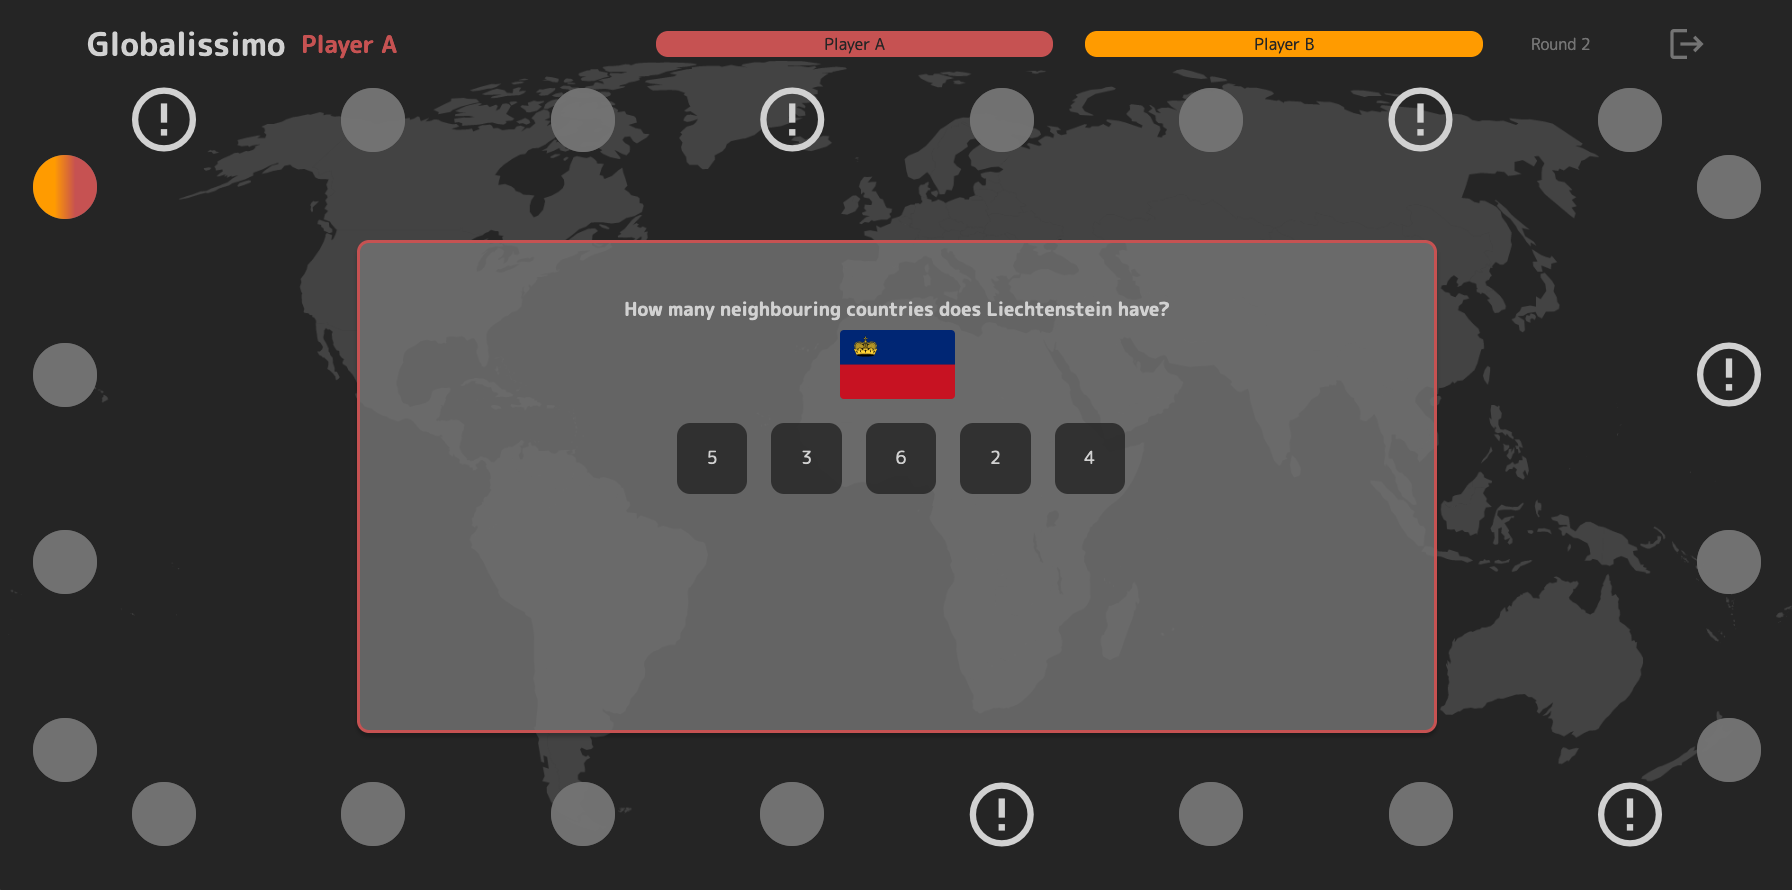 Globalissimo Player A
Player A
Player B
Round 2
How many neighbouring countries does Liechtenstein have?
5 3 6 2 4